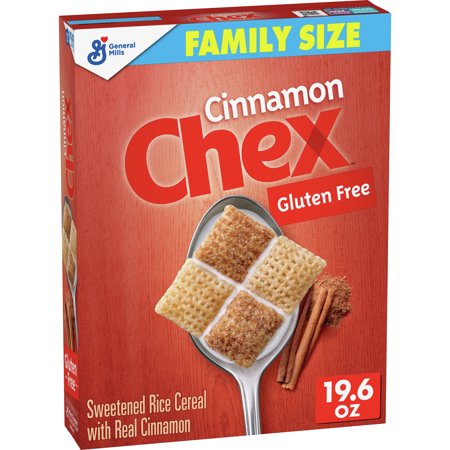 General
Mills
FAMILY SIZE
Cinnamon
Chex™
Gluten Free
Sweetened Rice Cereal
with Real Cinnamon
19.6
OZ
Cinnamon
Chex
Gluten
Free